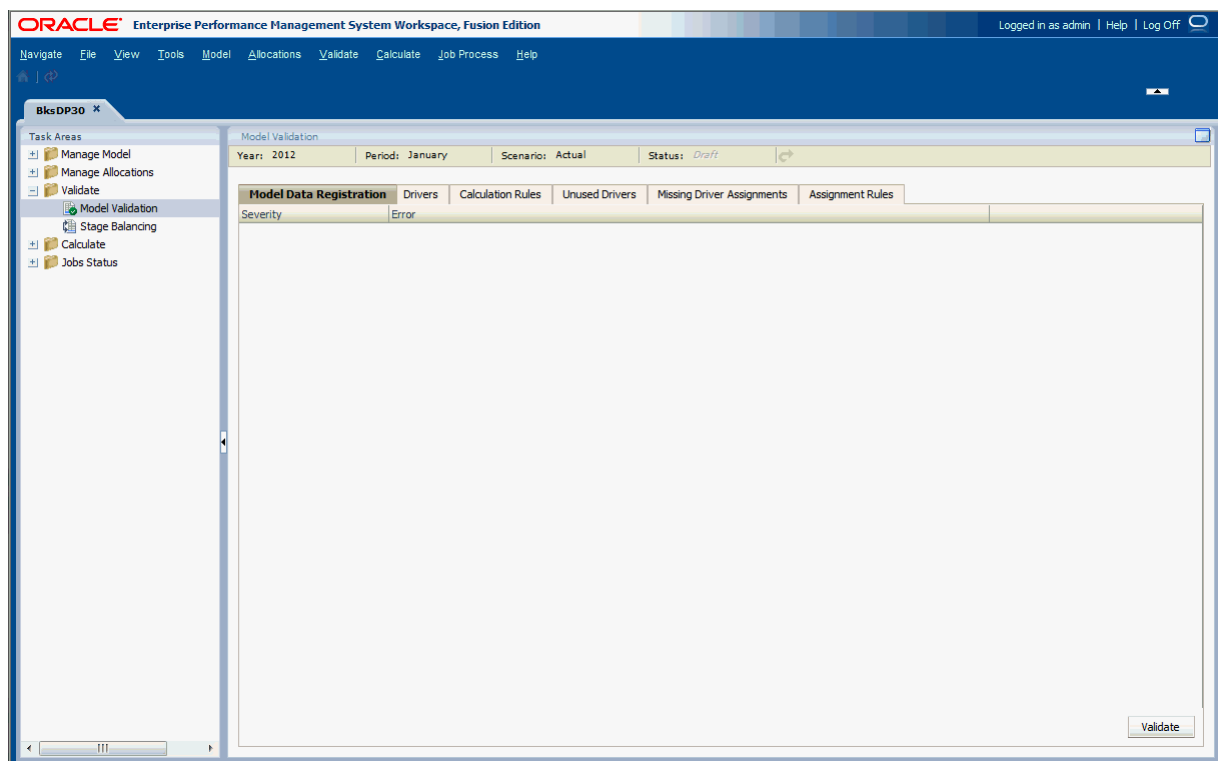 ORACLE Enterprise Performance Management System Workspace, Fusion Edition Logged in as admin | Help | Log Off
Navigate File View Tools Model Allocations Validate Calculate Job Process Help
BksDP30 ×
Task Areas
Manage Model
Manage Allocations
Validate
Model Validation
Stage Balancing
Calculate
Jobs Status
Model Validation
Year: 2012 Period: January Scenario: Actual Status: Draft
Model Data Registration Drivers Calculation Rules Unused Drivers Missing Driver Assignments Assignment Rules
Severity Error
Validate